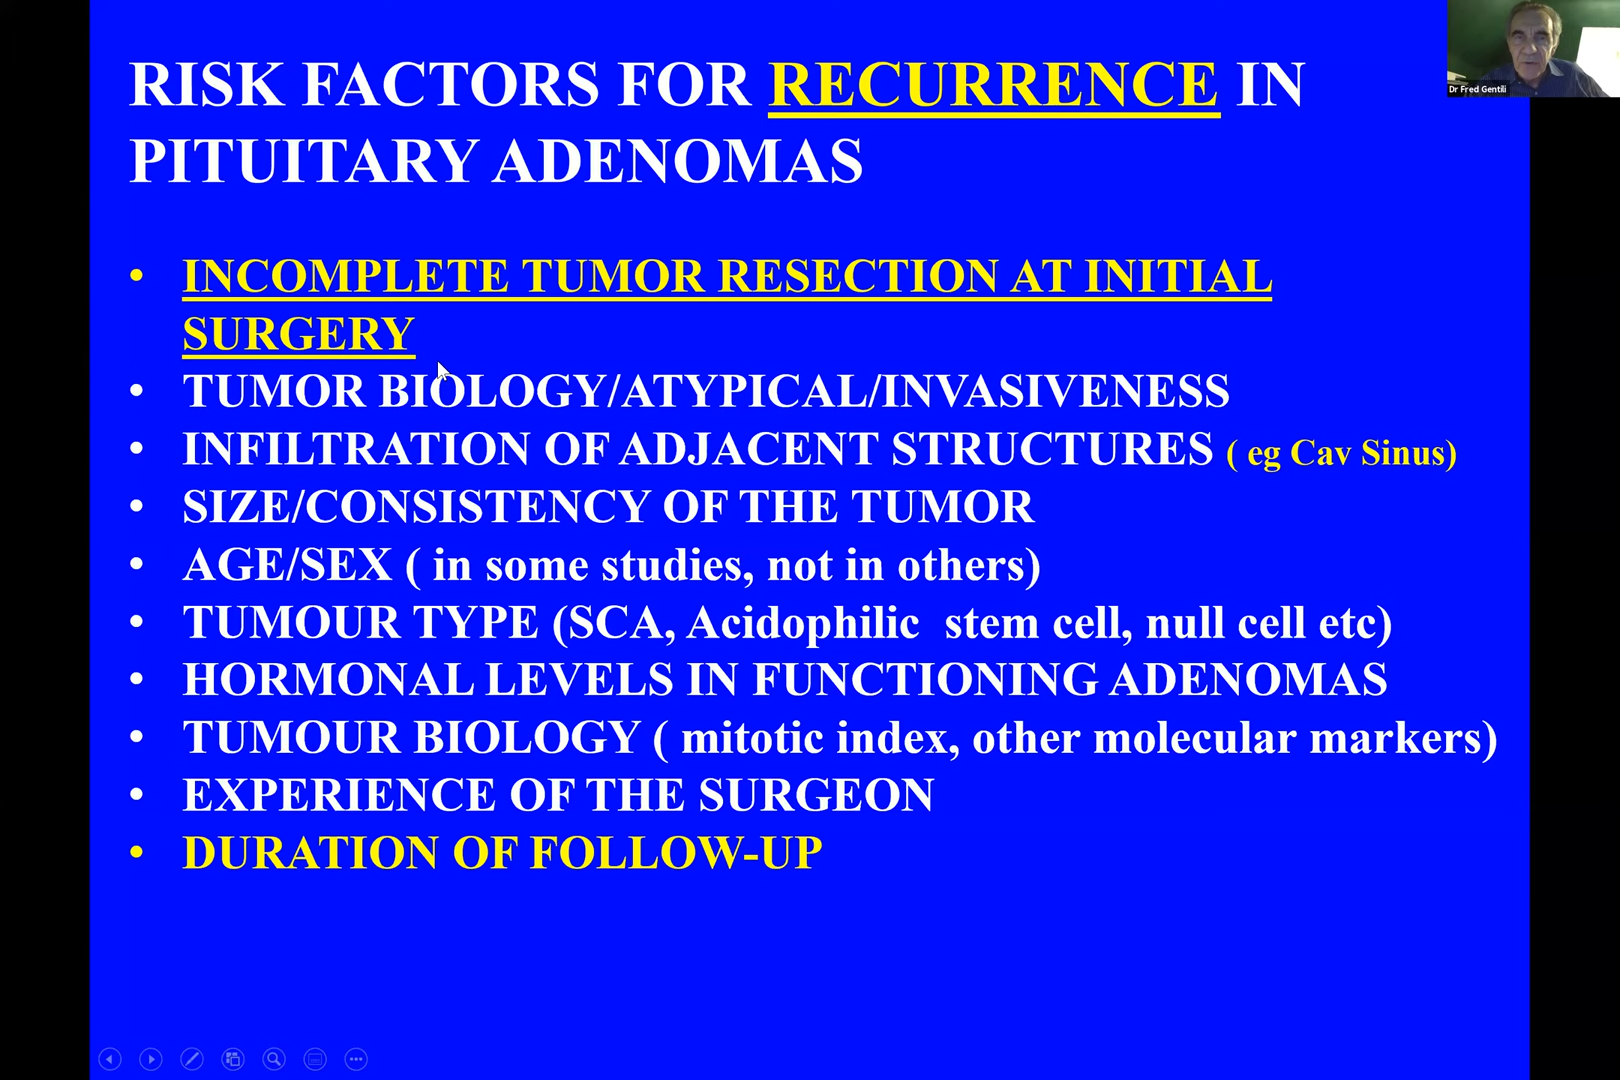 RISK FACTORS FOR RECURRENCE IN
PITUITARY ADENOMAS
• INCOMPLETE TUMOR RESECTION AT INITIAL
SURGERY
• TUMOR BIOLOGY/ATYPICAL/INVASIVENESS
• INFILTRATION OF ADJACENT STRUCTURES ( eg Cav Sinus)
• SIZE/CONSISTENCY OF THE TUMOR
• AGE/SEX ( in some studies, not in others)
• TUMOUR TYPE (SCA, Acidophilic stem cell, null cell etc)
• HORMONAL LEVELS IN FUNCTIONING ADENOMAS
• TUMOUR BIOLOGY ( mitotic index, other molecular markers)
• EXPERIENCE OF THE SURGEON
• DURATION OF FOLLOW-UP
Dr Fred Gentili